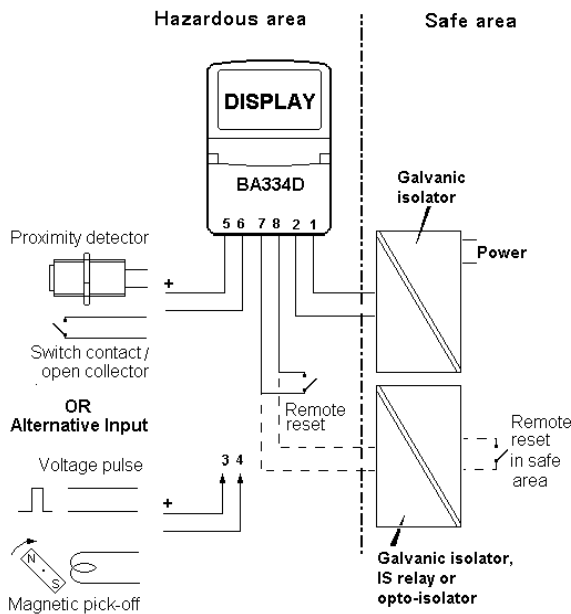 Hazardous area
Safe area
DISPLAY
BA334D
5 6 7 8 2 1
Galvanic
isolator
Power
Proximity detector
+
Switch contact /
open collector
OR
Alternative Input
Remote
reset
Voltage pulse
3 4
+
Remote
reset
in safe
area
N
S
Magnetic pick-off
Galvanic isolator,
IS relay or
opto-isolator